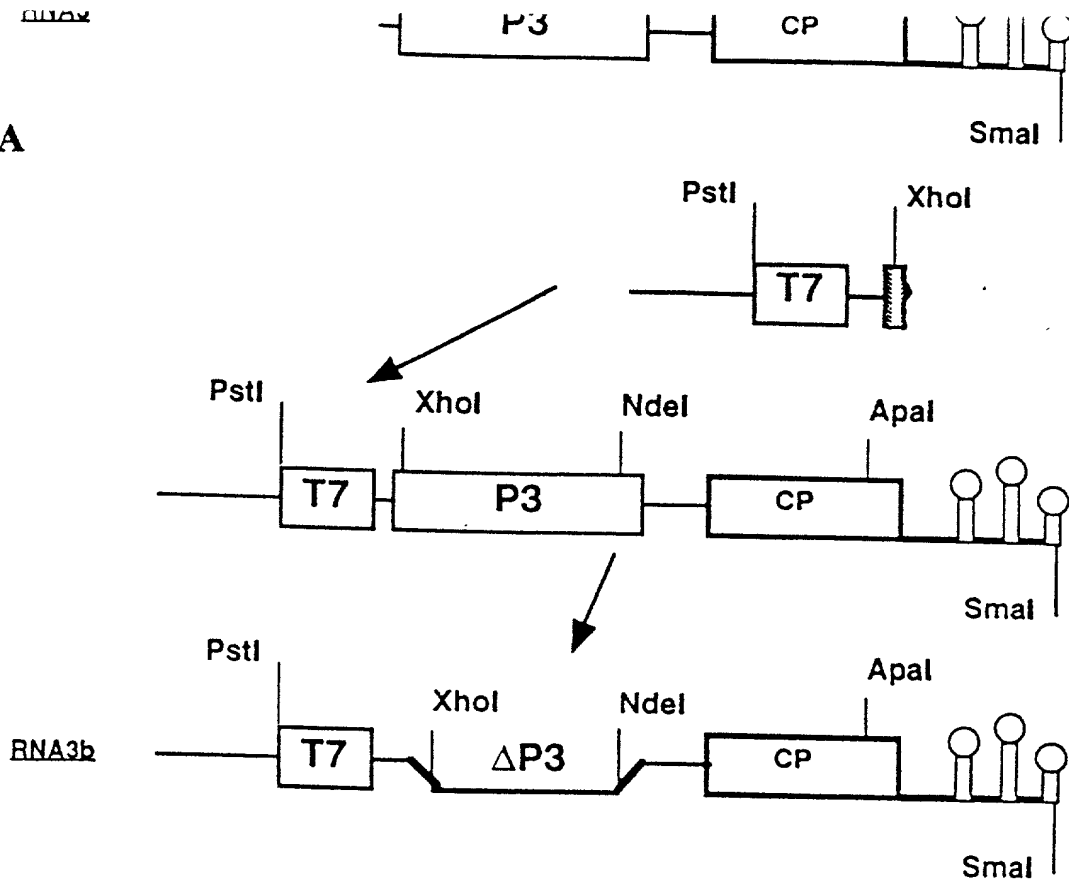 P3 CP
SmaI
A
PstI XhoI
T7
PstI XhoI NdeI ApaI
T7 P3 CP
SmaI
PstI XhoI NdeI ApaI
RNA3b T7 ΔP3 CP
SmaI